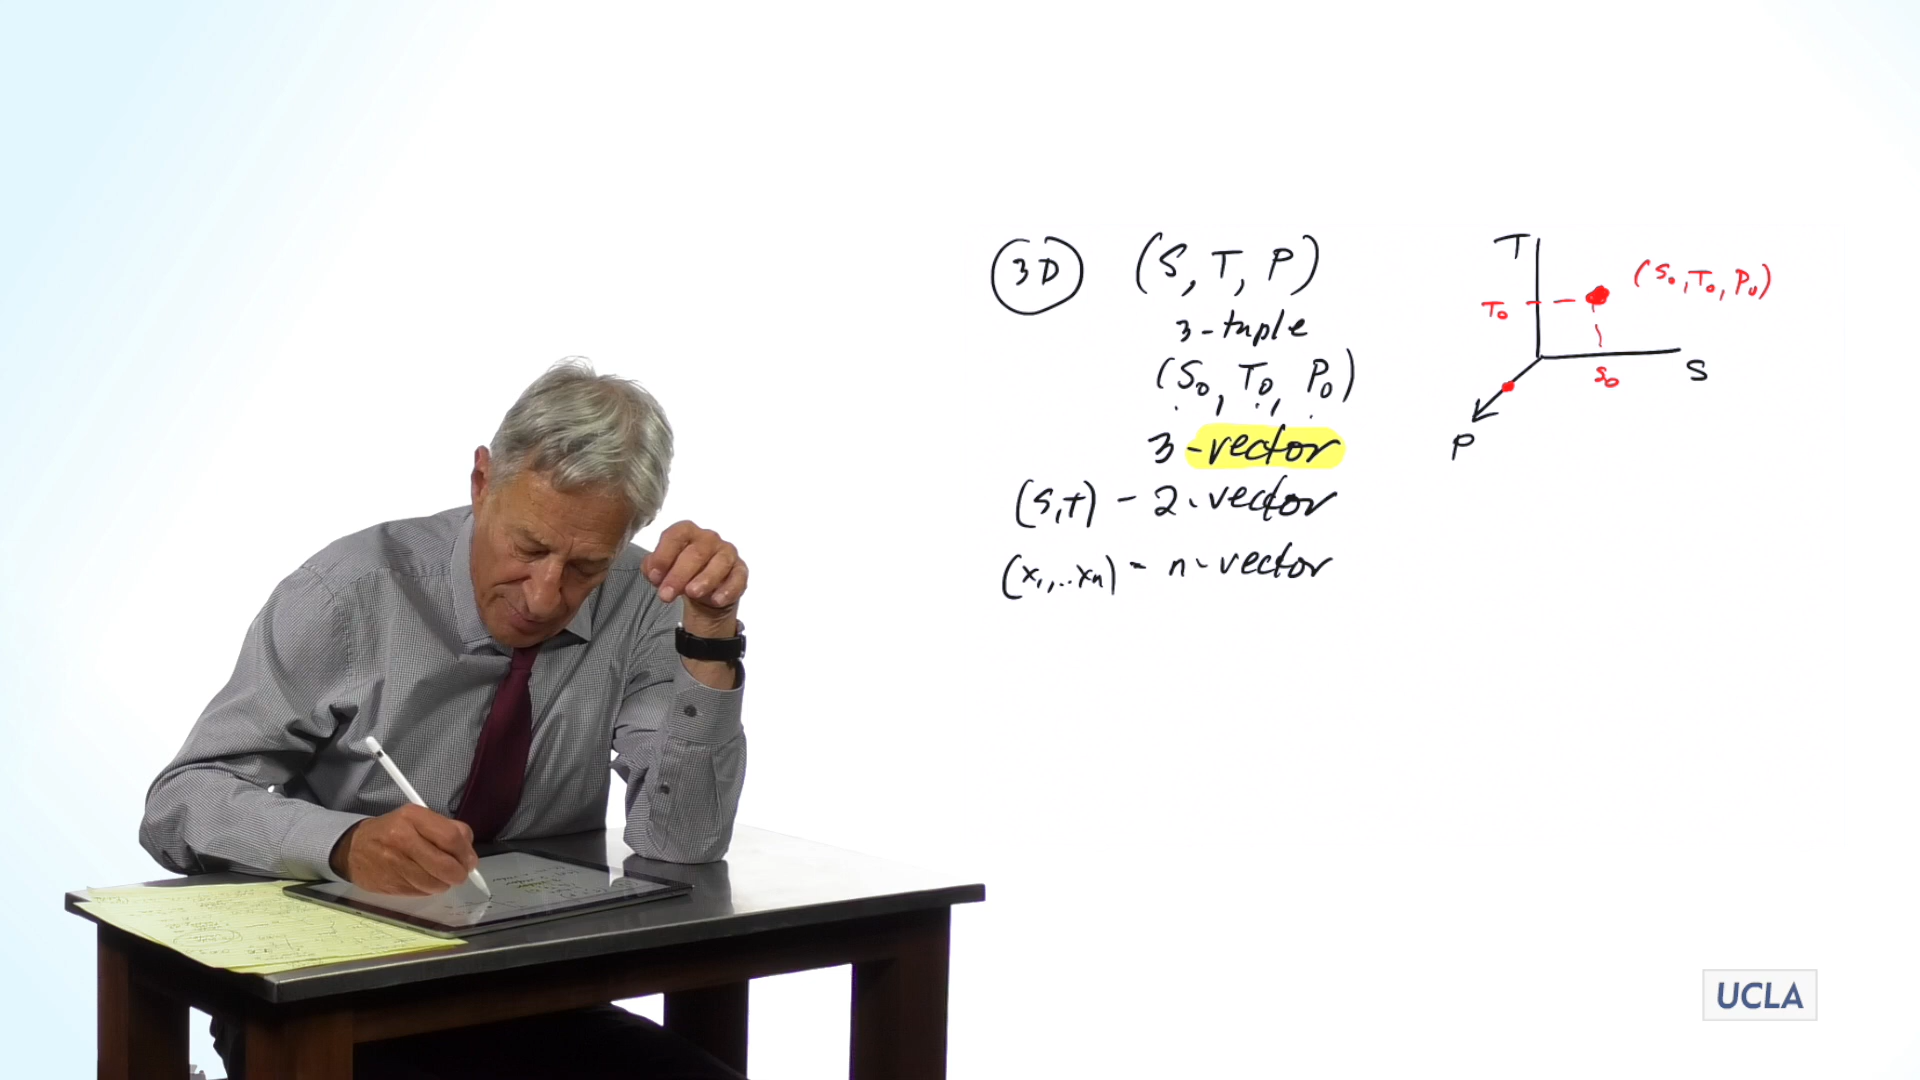 3D (S, T, P)
3-tuple
(S₀, T₀, P₀)
3-vector
(S,T) - 2-vector
(x₁,..xₙ) - n-vector
T
(S₀,T₀,P₀)
T₀
S₀
S
P
UCLA